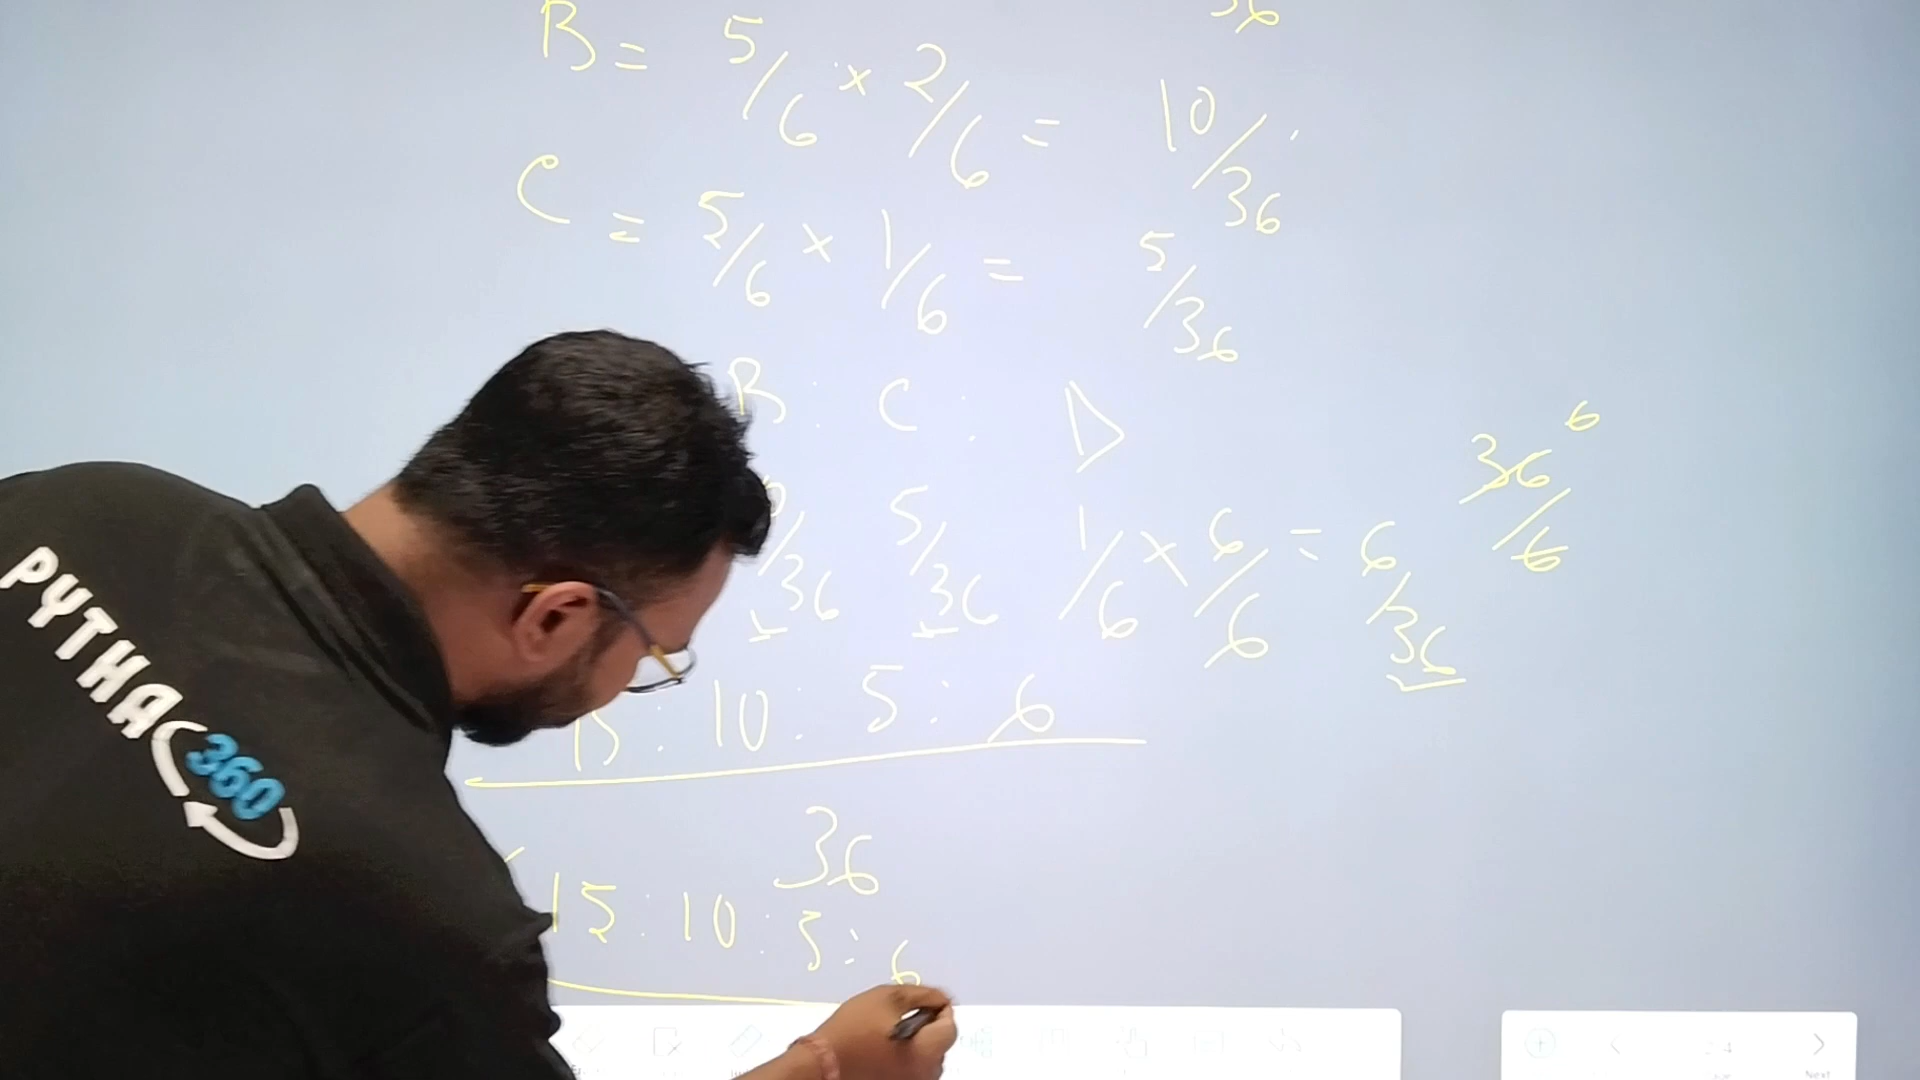 B = 5/6 × 2/6 = 10/36
C = 5/6 × 1/6 = 5/36
B : C : D
/36 5/36 1/6 × 6/6 = 6/36
36/6 6
15 : 10 : 5 : 6
36
15 : 10 : 5 : 6
PYTHA
360
Next